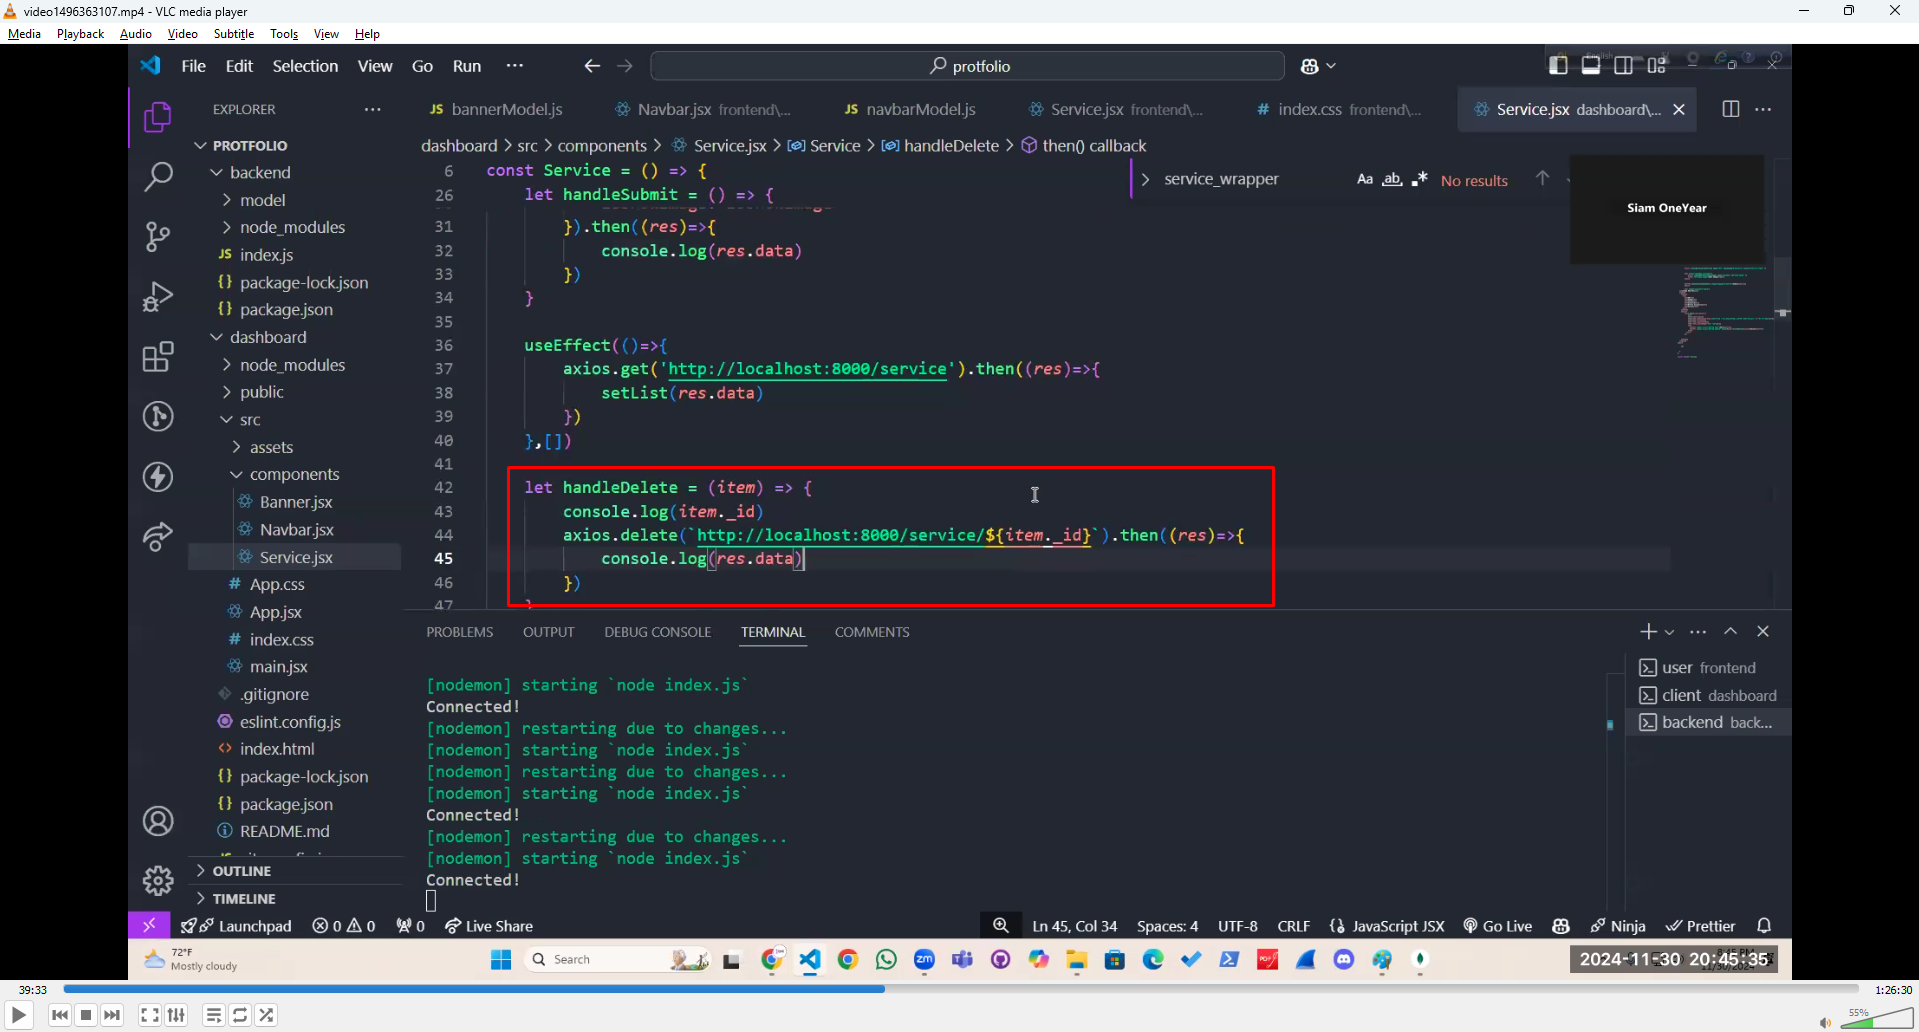 video1496363107.mp4 - VLC media player
Media Playback Audio Video Subtitle Tools View Help
File Edit Selection View Go Run ···
protfolio
EXPLORER ···
bannerModel.js
Navbar.jsx frontend\...
navbarModel.js
Service.jsx frontend\...
index.css frontend\...
Service.jsx dashboard\...
PROTFOLIO
backend
model
node_modules
JS index.js
{} package-lock.json
{} package.json
dashboard
node_modules
public
src
assets
components
Banner.jsx
Navbar.jsx
Service.jsx
# App.css
App.jsx
# index.css
main.jsx
.gitignore
eslint.config.js
<> index.html
{} package-lock.json
{} package.json
README.md
OUTLINE
TIMELINE
dashboard > src > components > Service.jsx > Service > handleDelete > then() callback
service_wrapper Aa ab .* No results
Siam OneYear
6 const Service = () => {
26 let handleSubmit = () => {
31 }).then((res)=>{
32 console.log(res.data)
33 })
34 }
35
36 useEffect(()=>{
37 axios.get('http://localhost:8000/service').then((res)=>{
38 setList(res.data)
39 })
40 },[])
41
42 let handleDelete = (item) => {
43 console.log(item._id)
44 axios.delete(`http://localhost:8000/service/${item._id}`).then((res)=>{
45 console.log(res.data)
46 })
47 }
PROBLEMS OUTPUT DEBUG CONSOLE TERMINAL COMMENTS
[nodemon] starting `node index.js`
Connected!
[nodemon] restarting due to changes...
[nodemon] starting `node index.js`
[nodemon] restarting due to changes...
[nodemon] starting `node index.js`
Connected!
[nodemon] restarting due to changes...
[nodemon] starting `node index.js`
Connected!
user frontend
client dashboard
backend back...
Launchpad 0 0 0 Live Share
Ln 45, Col 34 Spaces: 4 UTF-8 CRLF {} JavaScript JSX Go Live Ninja Prettier
72°F
Mostly cloudy
Search
zm
PDF
2024-11-30 20:45:35
39:33
1:26:30
55%